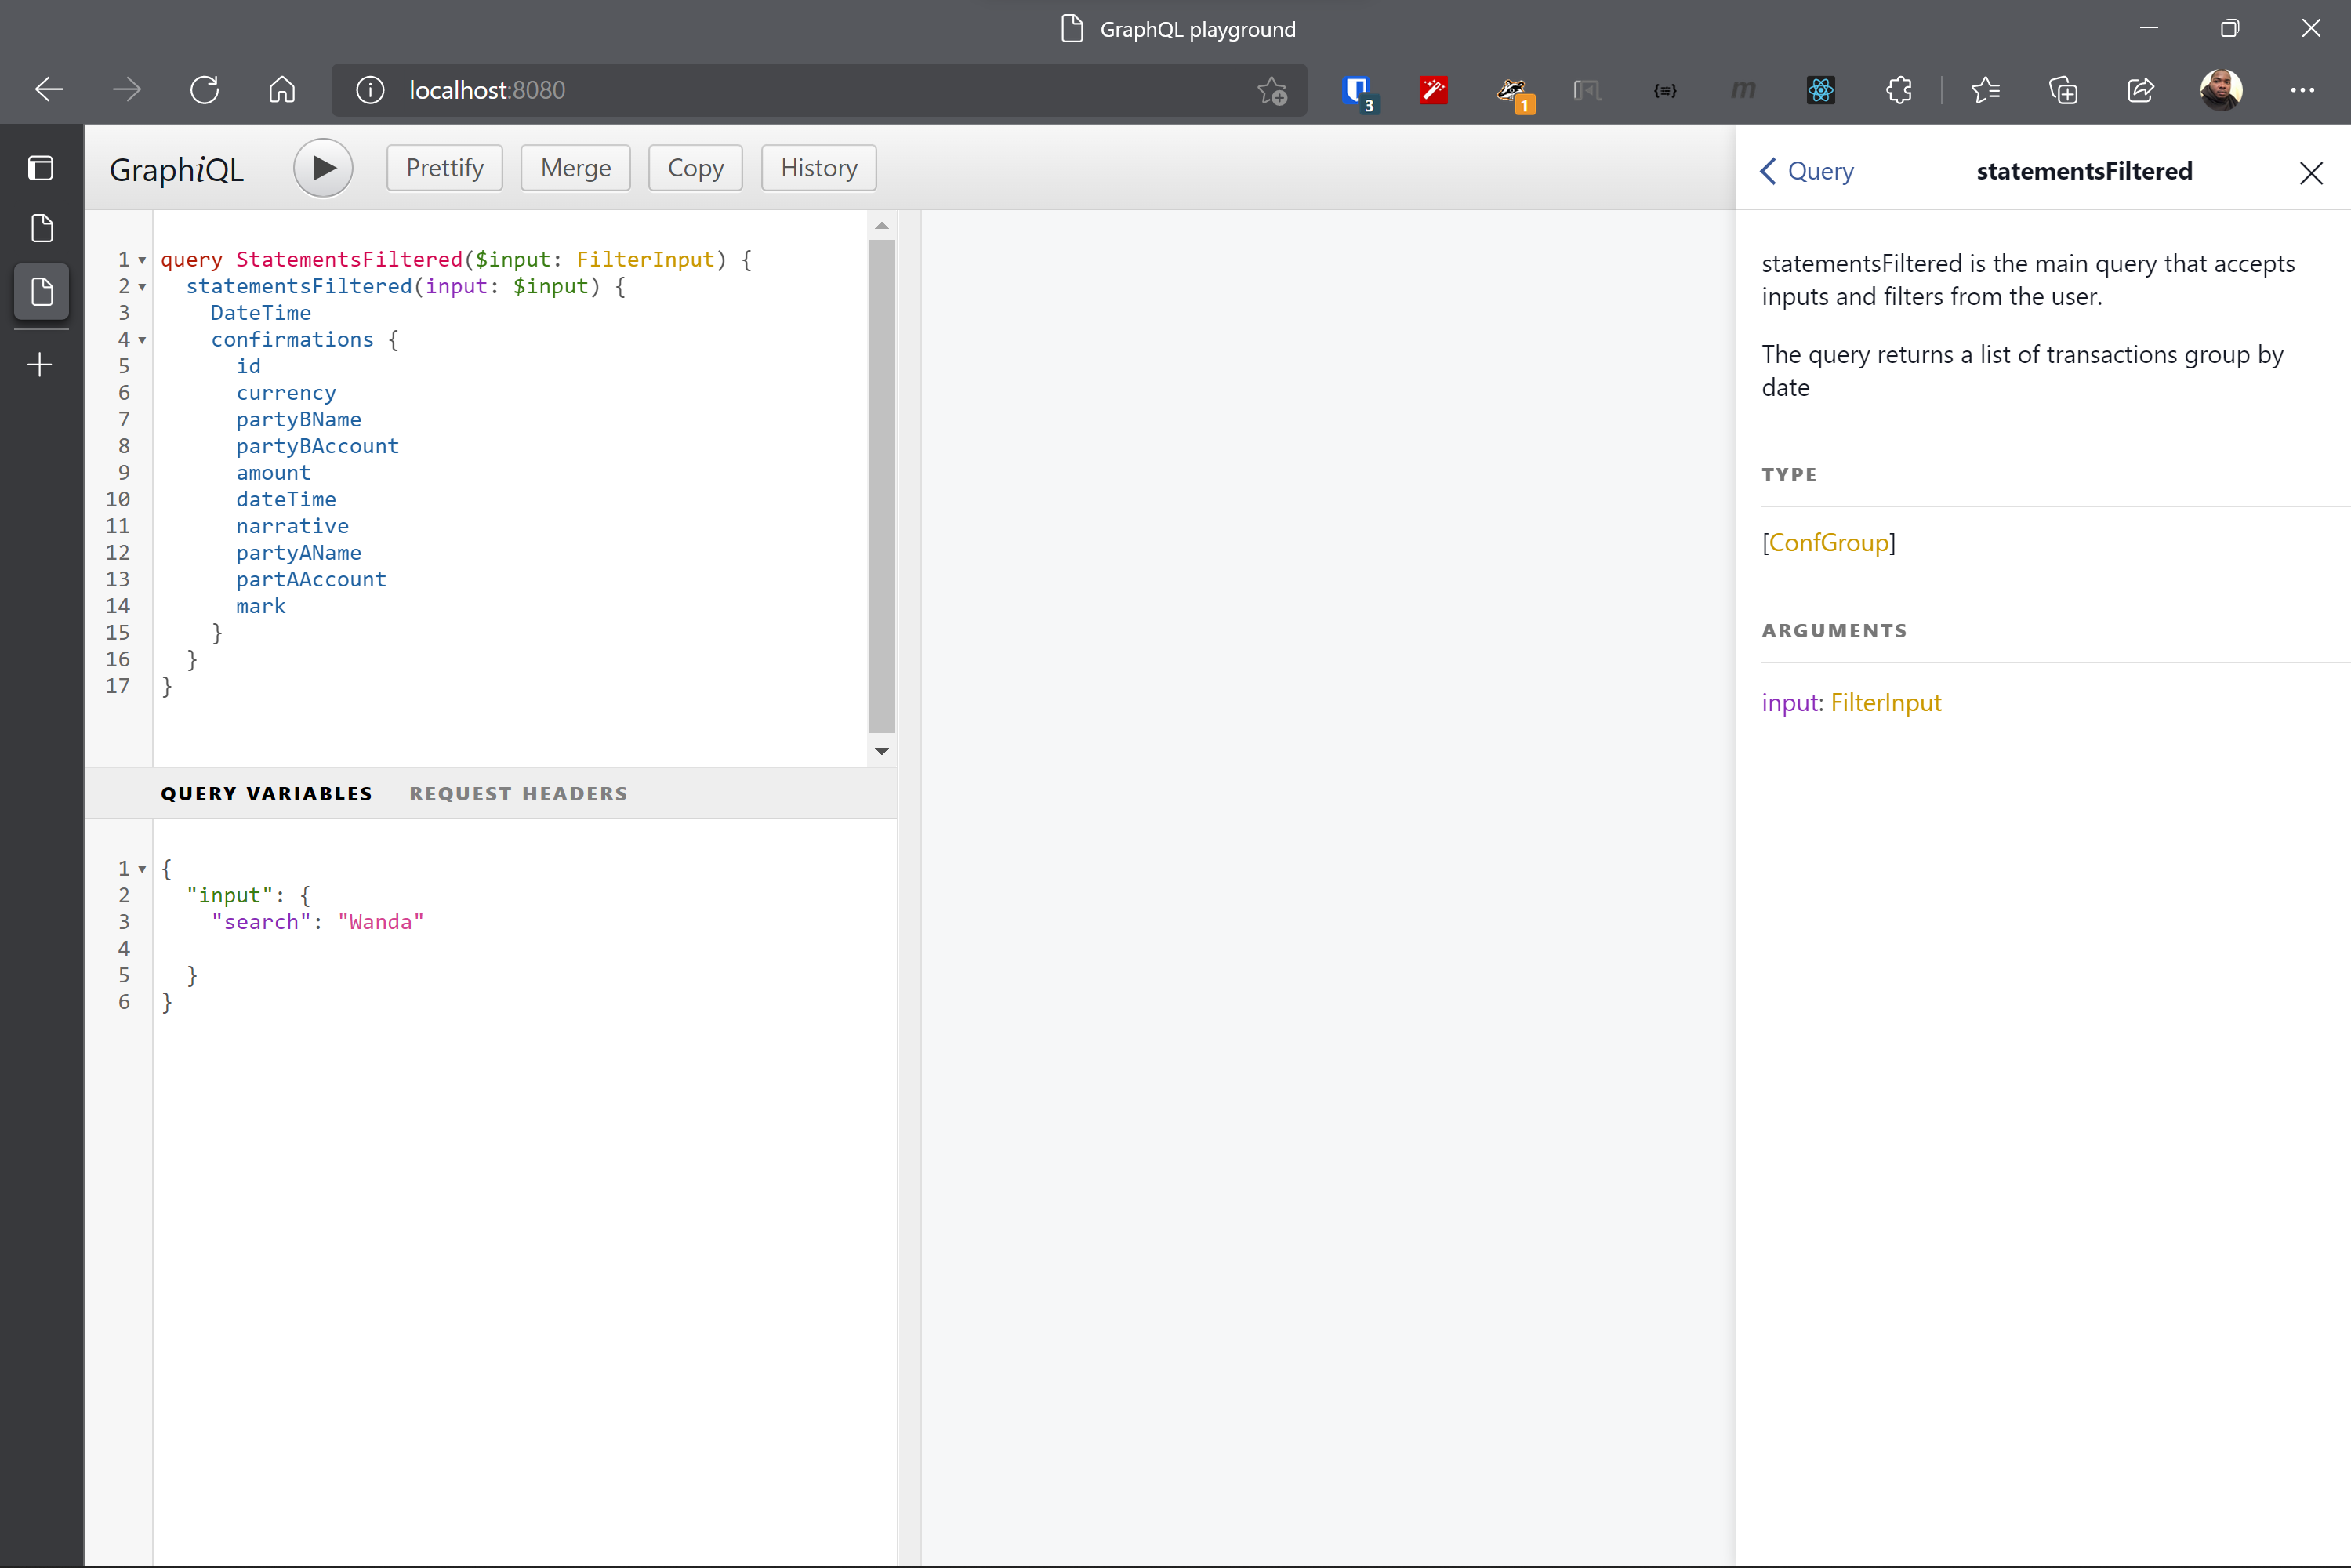 GraphQL playground
localhost:8080
3
1
{≡}
m
GraphiQL
Prettify
Merge
Copy
History
1 query StatementsFiltered($input: FilterInput) {
2 statementsFiltered(input: $input) {
3 DateTime
4 confirmations {
5 id
6 currency
7 partyBName
8 partyBAccount
9 amount
10 dateTime
11 narrative
12 partyAName
13 partAAccount
14 mark
15 }
16 }
17 }
QUERY VARIABLES
REQUEST HEADERS
1 {
2 "input": {
3 "search": "Wanda"
4
5 }
6 }
Query
statementsFiltered
statementsFiltered is the main query that accepts
inputs and filters from the user.
The query returns a list of transactions group by
date
TYPE
[ConfGroup]
ARGUMENTS
input: FilterInput